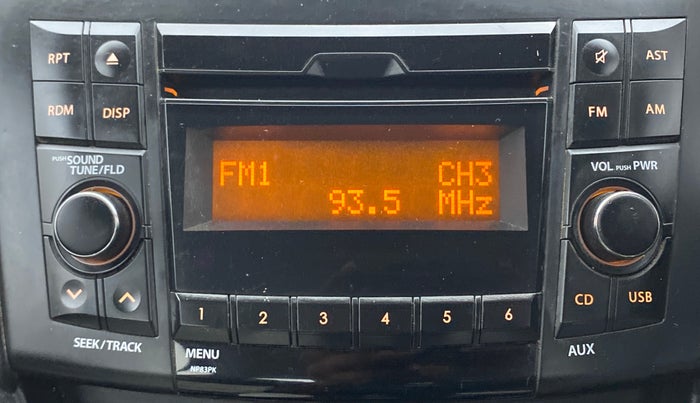 RPT
AST
RDM
DISP
FM
AM
PUSH SOUND
TUNE/FLD
VOL PUSH PWR
FM1 CH3
93.5 MHz
CD
USB
1 2 3 4 5 6
SEEK/TRACK
MENU
AUX
NP83PK